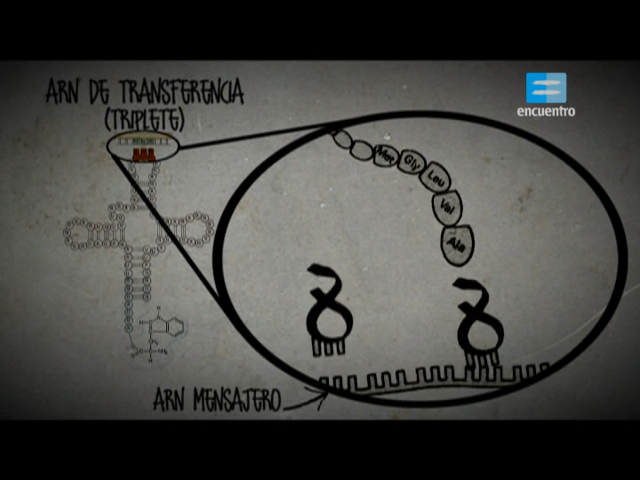 ARN DE TRANSFERENCIA
(TRIPLETE)
encuentro
Met
Gly
Leu
Val
Ala
ARN MENSAJERO